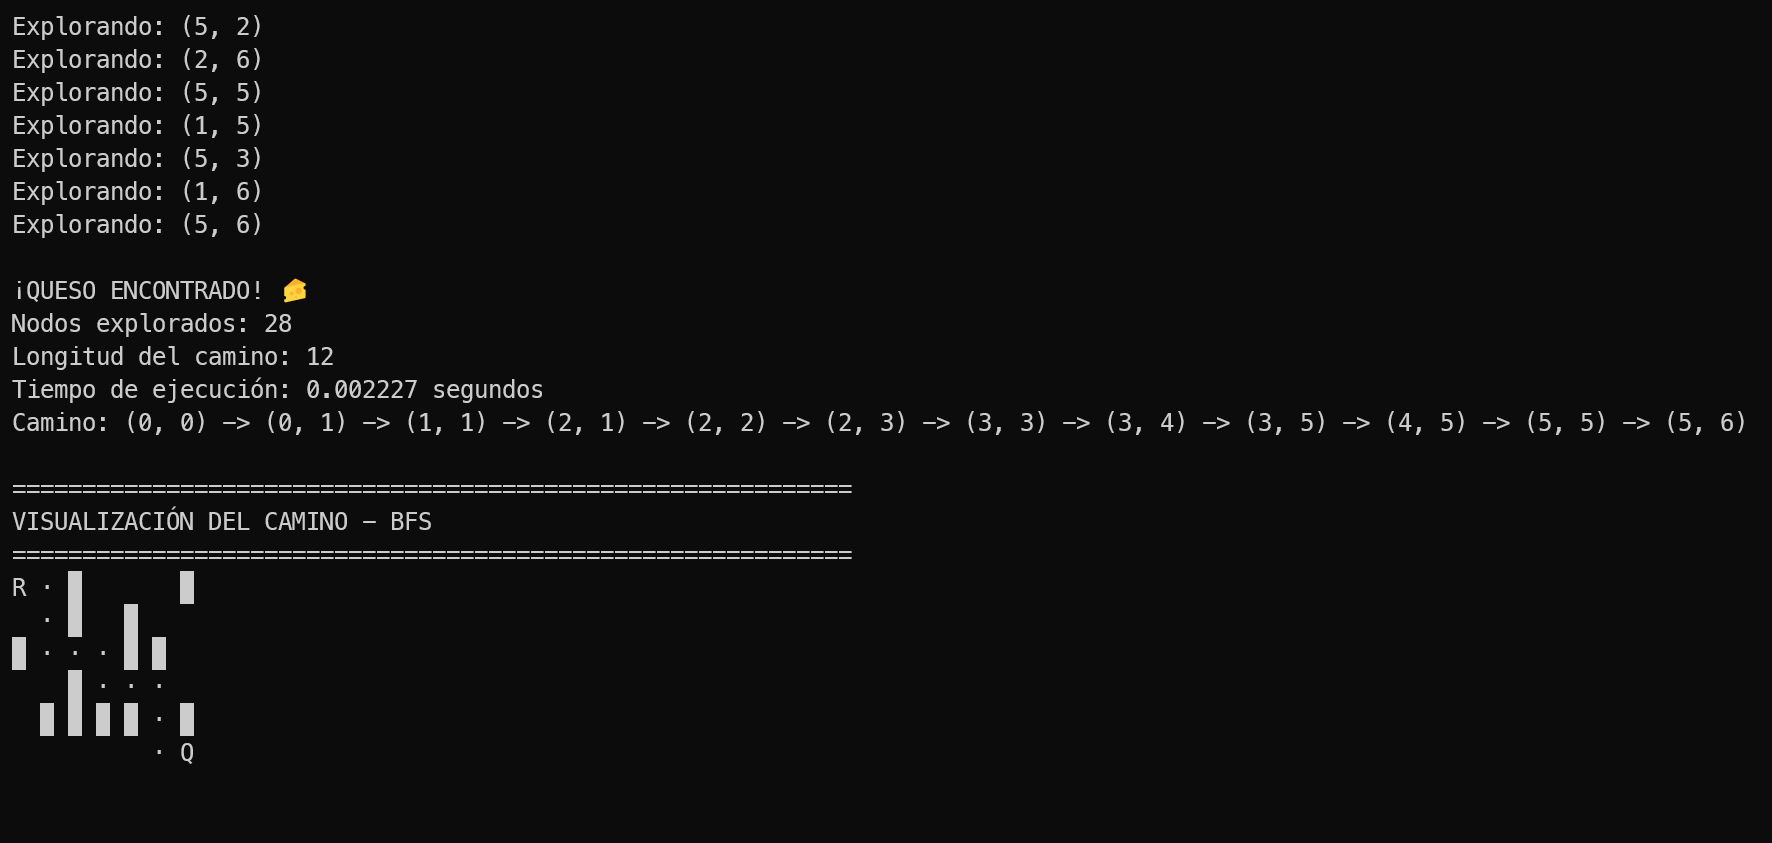 Explorando: (5, 2)
Explorando: (2, 6)
Explorando: (5, 5)
Explorando: (1, 5)
Explorando: (5, 3)
Explorando: (1, 6)
Explorando: (5, 6)
¡QUESO ENCONTRADO! 🧀
Nodos explorados: 28
Longitud del camino: 12
Tiempo de ejecución: 0.002227 segundos
Camino: (0, 0) -> (0, 1) -> (1, 1) -> (2, 1) -> (2, 2) -> (2, 3) -> (3, 3) -> (3, 4) -> (3, 5) -> (4, 5) -> (5, 5) -> (5, 6)
============================================================
VISUALIZACIÓN DEL CAMINO - BFS
============================================================
R · █       █
  · █   █
█ · · · █ █
    █ · · ·
  █ █ █ █ · █
          · Q